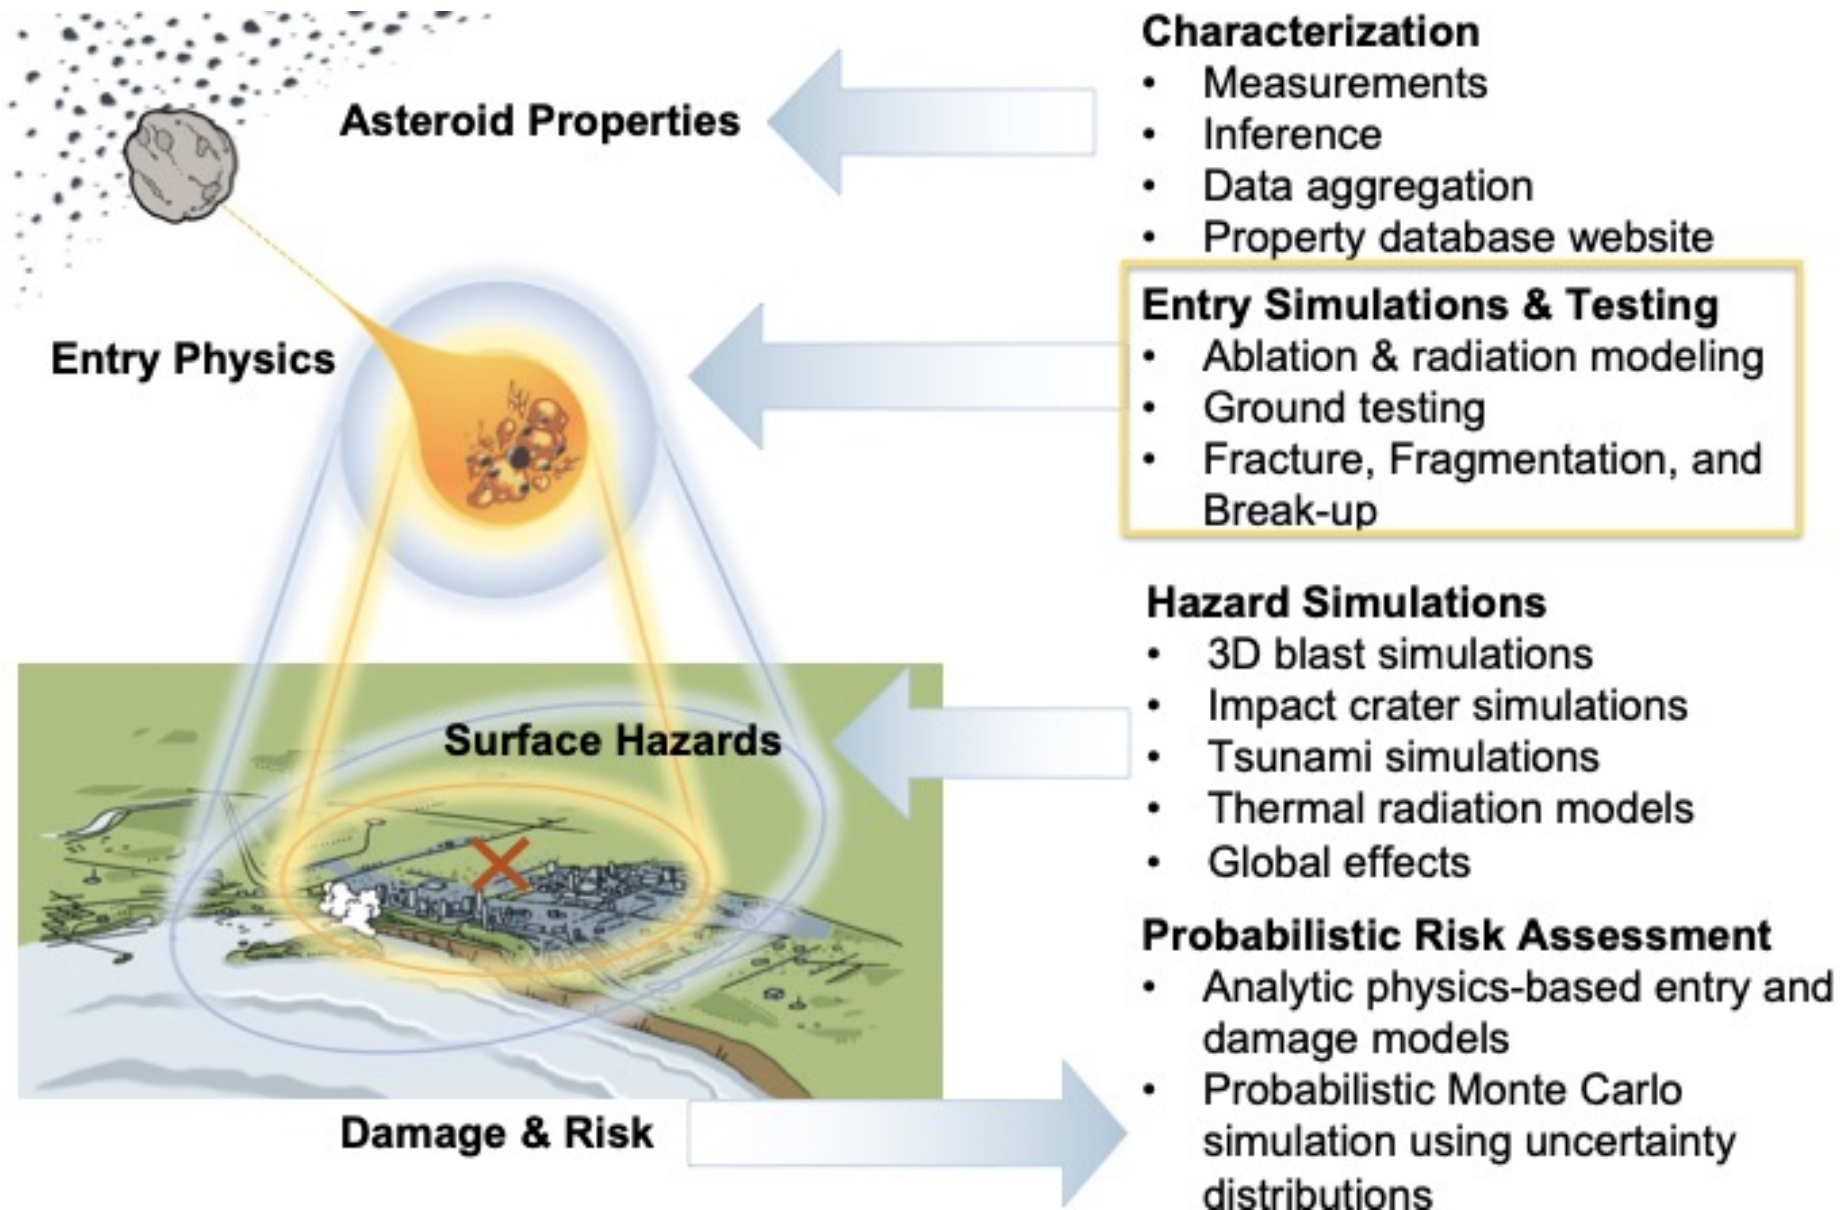 Asteroid Properties
Entry Physics
Surface Hazards
Damage & Risk
Characterization
• Measurements
• Inference
• Data aggregation
• Property database website
Entry Simulations & Testing
• Ablation & radiation modeling
• Ground testing
• Fracture, Fragmentation, and
Break-up
Hazard Simulations
• 3D blast simulations
• Impact crater simulations
• Tsunami simulations
• Thermal radiation models
• Global effects
Probabilistic Risk Assessment
• Analytic physics-based entry and
damage models
• Probabilistic Monte Carlo
simulation using uncertainty
distributions